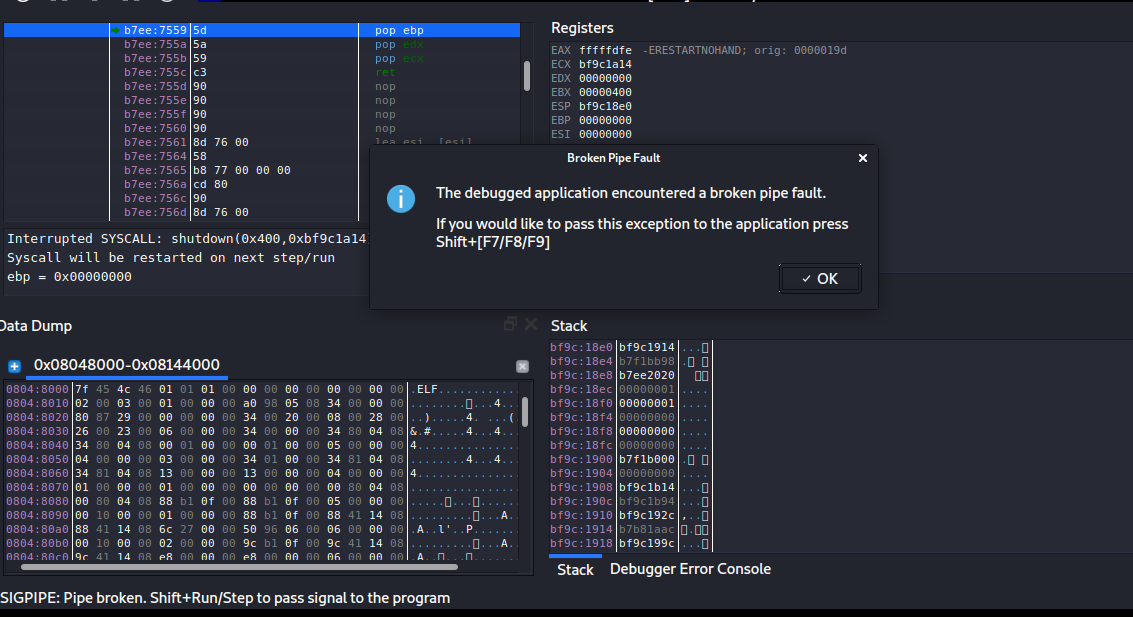 b7ee:7559 5d pop ebp
b7ee:755a 5a pop edx
b7ee:755b 59 pop ecx
b7ee:755c c3 ret
b7ee:755d 90 nop
b7ee:755e 90 nop
b7ee:755f 90 nop
b7ee:7560 90 nop
b7ee:7561 8d 76 00 lea esi, [esi]
b7ee:7564 58
b7ee:7565 b8 77 00 00 00
b7ee:756a cd 80
b7ee:756c 90
b7ee:756d 8d 76 00
Interrupted SYSCALL: shutdown(0x400,0xbf9c1a14
Syscall will be restarted on next step/run
ebp = 0x00000000
Registers
EAX fffffdfe -ERESTARTNOHAND; orig: 0000019d
ECX bf9c1a14
EDX 00000000
EBX 00000400
ESP bf9c18e0
EBP 00000000
ESI 00000000
Broken Pipe Fault
The debugged application encountered a broken pipe fault.
If you would like to pass this exception to the application press
Shift+[F7/F8/F9]
OK
Data Dump
0x08048000-0x08144000
0804:8000 7f 45 4c 46 01 01 01 00 00 00 00 00 00 00 00 00 .ELF............
0804:8010 02 00 03 00 01 00 00 00 a0 98 05 08 34 00 00 00
0804:8020 80 87 29 00 00 00 00 00 34 00 20 00 08 00 28 00
0804:8030 26 00 23 00 06 00 00 00 34 00 00 00 34 80 04 08
0804:8040 34 80 04 08 00 01 00 00 00 01 00 00 05 00 00 00
0804:8050 04 00 00 00 03 00 00 00 34 01 00 00 34 81 04 08
0804:8060 34 81 04 08 13 00 00 00 13 00 00 00 04 00 00 00
0804:8070 01 00 00 00 01 00 00 00 00 00 00 00 00 80 04 08
0804:8080 00 80 04 08 88 b1 0f 00 88 b1 0f 00 05 00 00 00
0804:8090 00 10 00 00 01 00 00 00 88 b1 0f 00 88 41 14 08
0804:80a0 88 41 14 08 6c 27 00 00 50 96 06 00 06 00 00 00
0804:80b0 00 10 00 00 02 00 00 00 9c b1 0f 00 9c 41 14 08
0804:80c0 9c 41 14 08 e8 00 00 00 e8 00 00 00 06 00 00 00
Stack
bf9c:18e0 bf9c1914
bf9c:18e4 b7f1bb98
bf9c:18e8 b7ee2020
bf9c:18ec 00000001
bf9c:18f0 00000001
bf9c:18f4 00000000
bf9c:18f8 00000000
bf9c:18fc 00000000
bf9c:1900 b7f1b000
bf9c:1904 00000000
bf9c:1908 bf9c1b14
bf9c:190c bf9c1b94
bf9c:1910 bf9c192c
bf9c:1914 b7b81aac
bf9c:1918 bf9c199c
Stack Debugger Error Console
SIGPIPE: Pipe broken. Shift+Run/Step to pass signal to the program